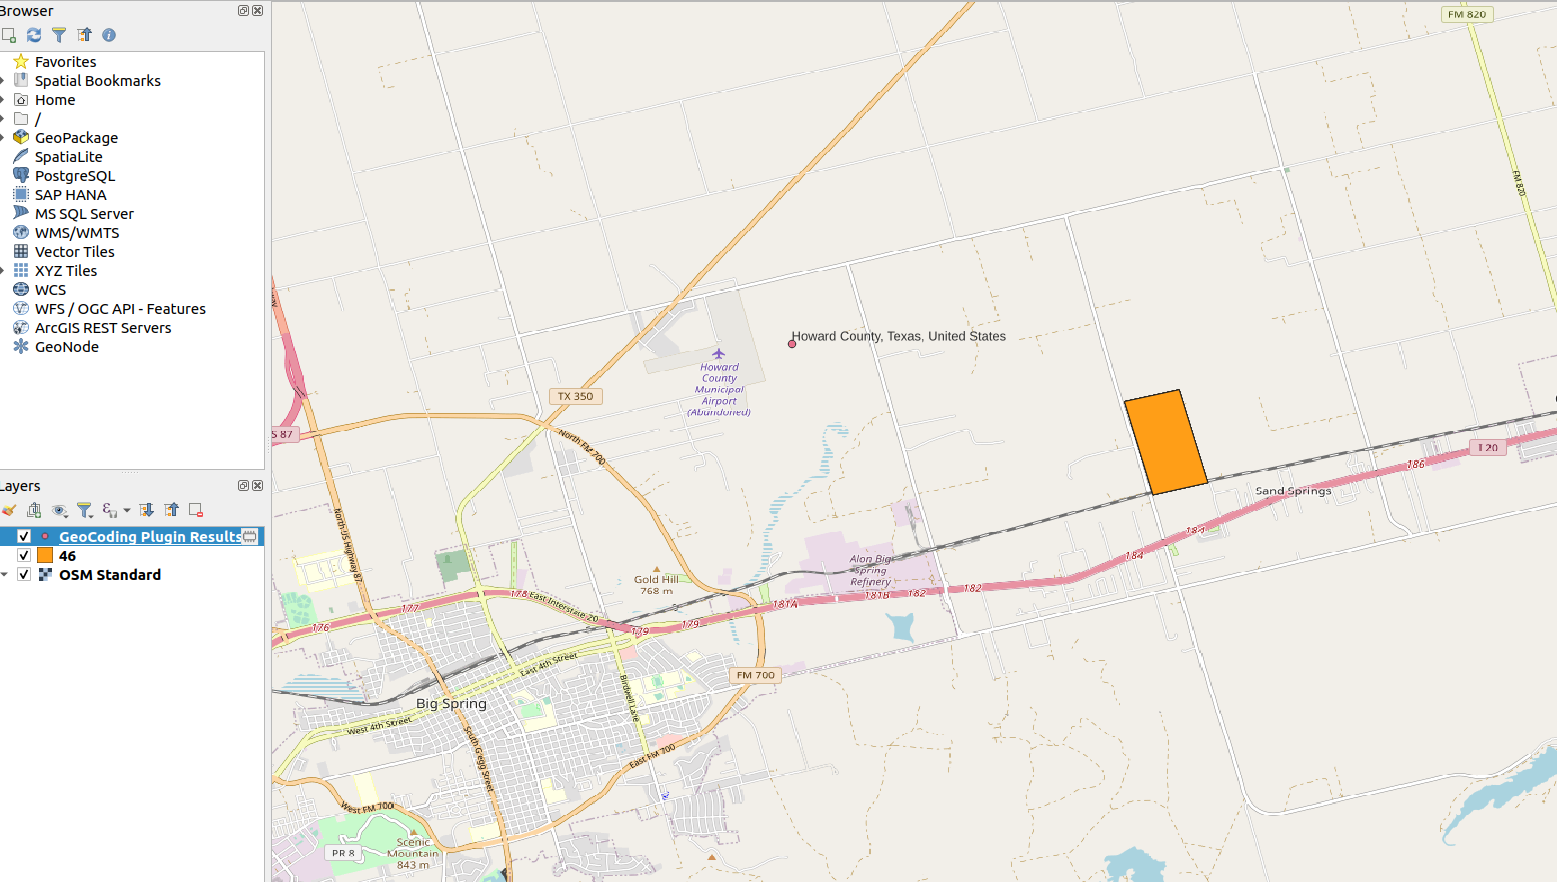 Browser
Favorites
Spatial Bookmarks
Home
/
GeoPackage
SpatiaLite
PostgreSQL
SAP HANA
MS SQL Server
WMS/WMTS
Vector Tiles
XYZ Tiles
WCS
WFS / OGC API - Features
ArcGIS REST Servers
GeoNode
Layers
GeoCoding Plugin Results
46
OSM Standard
FM 820
FM 820
Howard County, Texas, United States
Howard
County
Municipal
Airport
(Abandoned)
TX 350
S 87
North FM 700
I 20
186
Sand Springs
184
184
North US Highway 87
Alon Big
Spring
Refinery
Gold Hill
768 m
182
182
181B
181A
178
East Interstate 20
177
176
179
179
East 4th Street
FM 700
Birdwell Lane
Big Spring
West 4th Street
South Gregg Street
East FM 700
West FM 700
PR 8
Scenic
Mountain
843 m